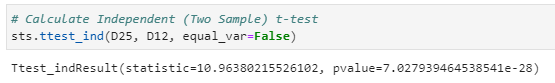 # Calculate Independent (Two Sample) t-test
sts.ttest_ind(D25, D12, equal_var=False)
Ttest_indResult(statistic=10.96380215526102, pvalue=7.027939464538541e-28)